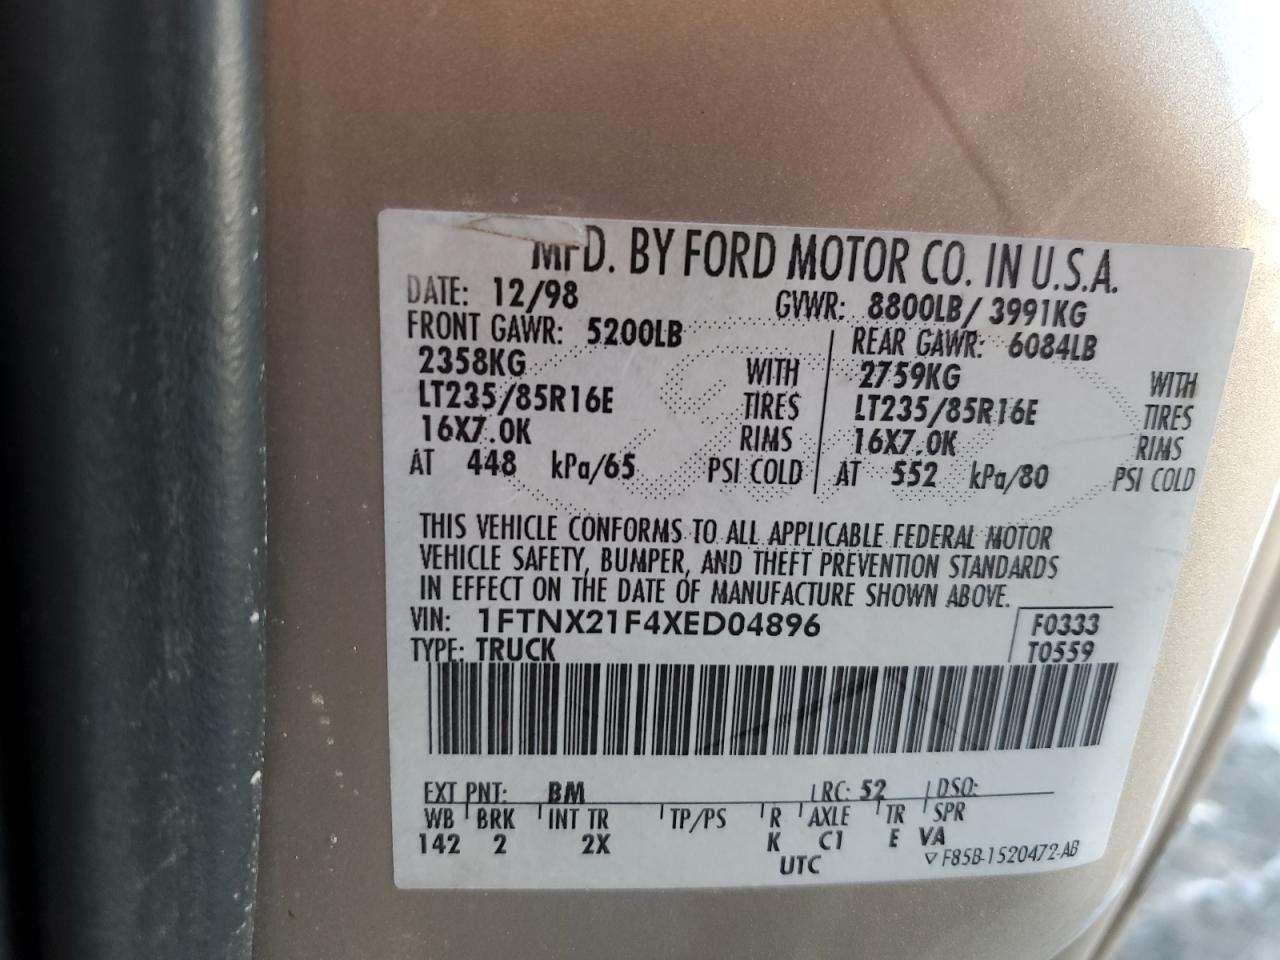 MFD. BY FORD MOTOR CO. IN U.S.A.
DATE: 12/98 GVWR: 8800LB/ 3991KG
FRONT GAWR: 5200LB REAR GAWR: 6084LB
2358KG WITH 2759KG WITH
LT235/85R16E TIRES LT235/85R16E TIRES
16X7.0K RIMS 16X7.0K RIMS
AT 448 kPa/65 PSI COLD AT 552 kPa/80 PSI COLD
THIS VEHICLE CONFORMS TO ALL APPLICABLE FEDERAL MOTOR
VEHICLE SAFETY, BUMPER, AND THEFT PREVENTION STANDARDS
IN EFFECT ON THE DATE OF MANUFACTURE SHOWN ABOVE.
VIN: 1FTNX21F4XED04896 F0333
TYPE: TRUCK T0559
EXT PNT: BM RC: 52 DSO:
WB BRK INT TR TP/PS R AXLE TR SPR
142 2 2X K C1 E VA
UTC F85B-1520472-AB